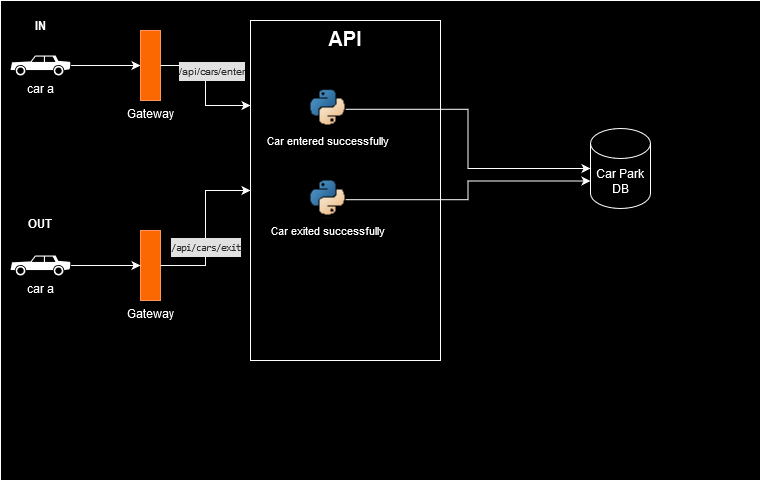 IN
car a
Gateway
/api/cars/enter
API
Car entered successfully
Car Park
DB
OUT
car a
Gateway
/api/cars/exit
Car exited successfully